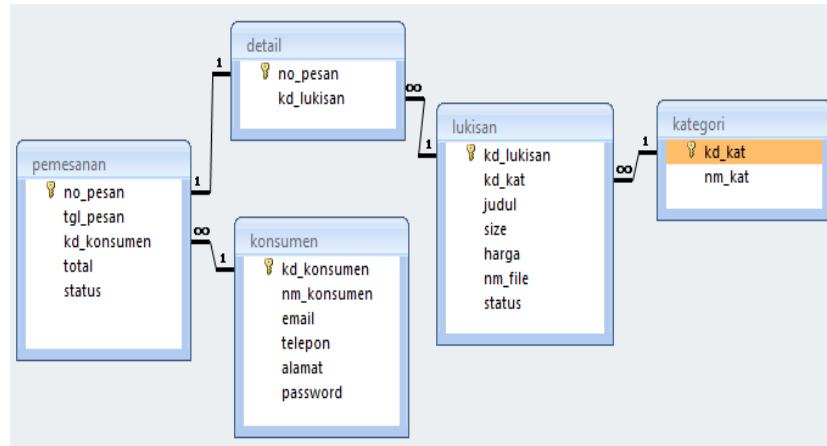 detail
no_pesan
kd_lukisan
1
∞
pemesanan
no_pesan
tgl_pesan
kd_konsumen
total
status
1
∞
1
konsumen
kd_konsumen
nm_konsumen
email
telepon
alamat
password
lukisan
kd_lukisan
kd_kat
judul
size
harga
nm_file
status
1
∞
1
kategori
kd_kat
nm_kat